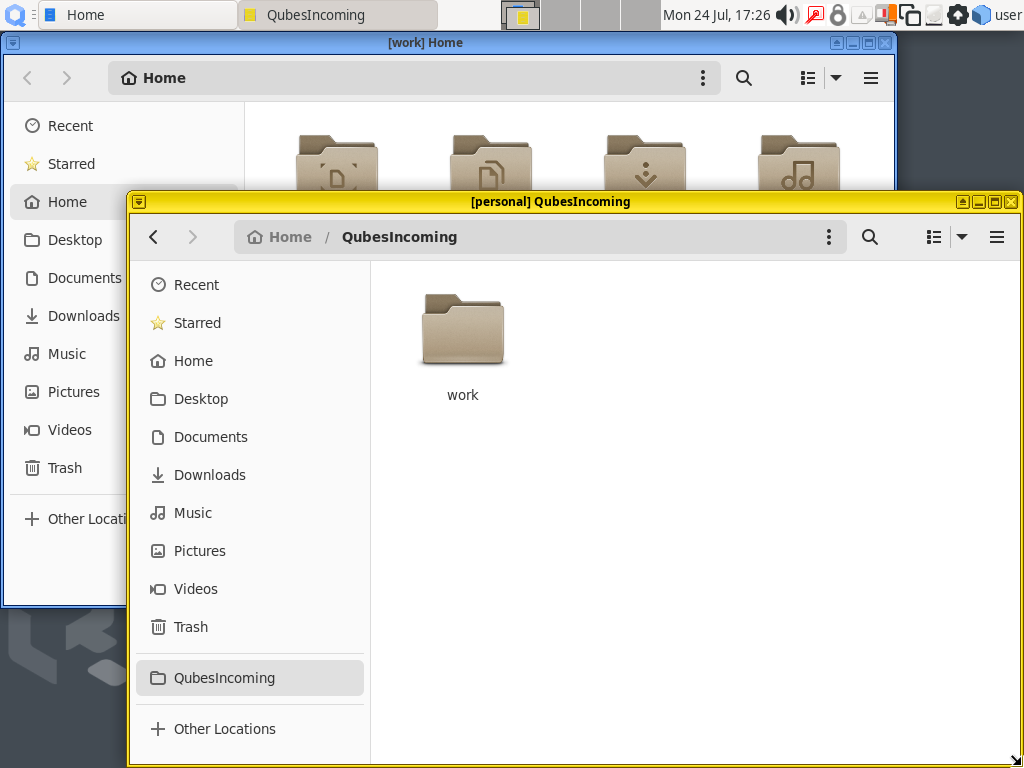 Home
QubesIncoming
Mon 24 Jul, 17:26
user
[work] Home
Home
Recent
Starred
Home
Desktop
Documents
Downloads
Music
Pictures
Videos
Trash
Other Locati
[personal] QubesIncoming
Home / QubesIncoming
Recent
Starred
Home
Desktop
Documents
Downloads
Music
Pictures
Videos
Trash
QubesIncoming
Other Locations
work